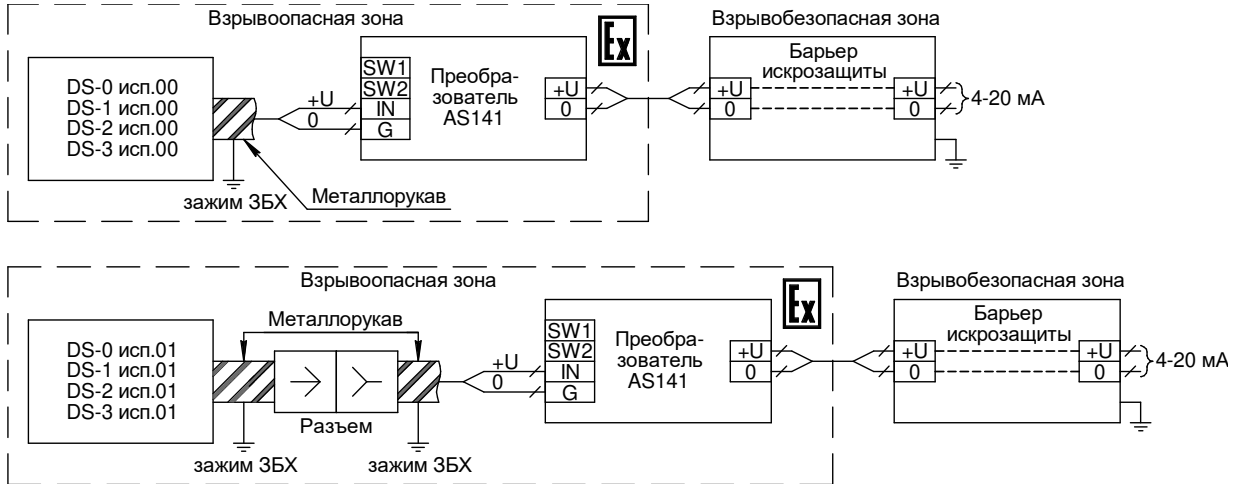 Взрывоопасная зона
Взрывобезопасная зона
DS-0 исп.00
DS-1 исп.00
DS-2 исп.00
DS-3 исп.00
+U
0
SW1
SW2
IN
G
Преобра-
зователь
AS141
+U
0
Ex
Барьер
искрозащиты
+U
0
+U
0
4-20 мА
зажим ЗБХ
Металлорукав
Взрывоопасная зона
Взрывобезопасная зона
DS-0 исп.01
DS-1 исп.01
DS-2 исп.01
DS-3 исп.01
Металлорукав
Разъем
зажим ЗБХ
зажим ЗБХ
+U
0
SW1
SW2
IN
G
Преобра-
зователь
AS141
+U
0
Ex
Барьер
искрозащиты
+U
0
+U
0
4-20 мА